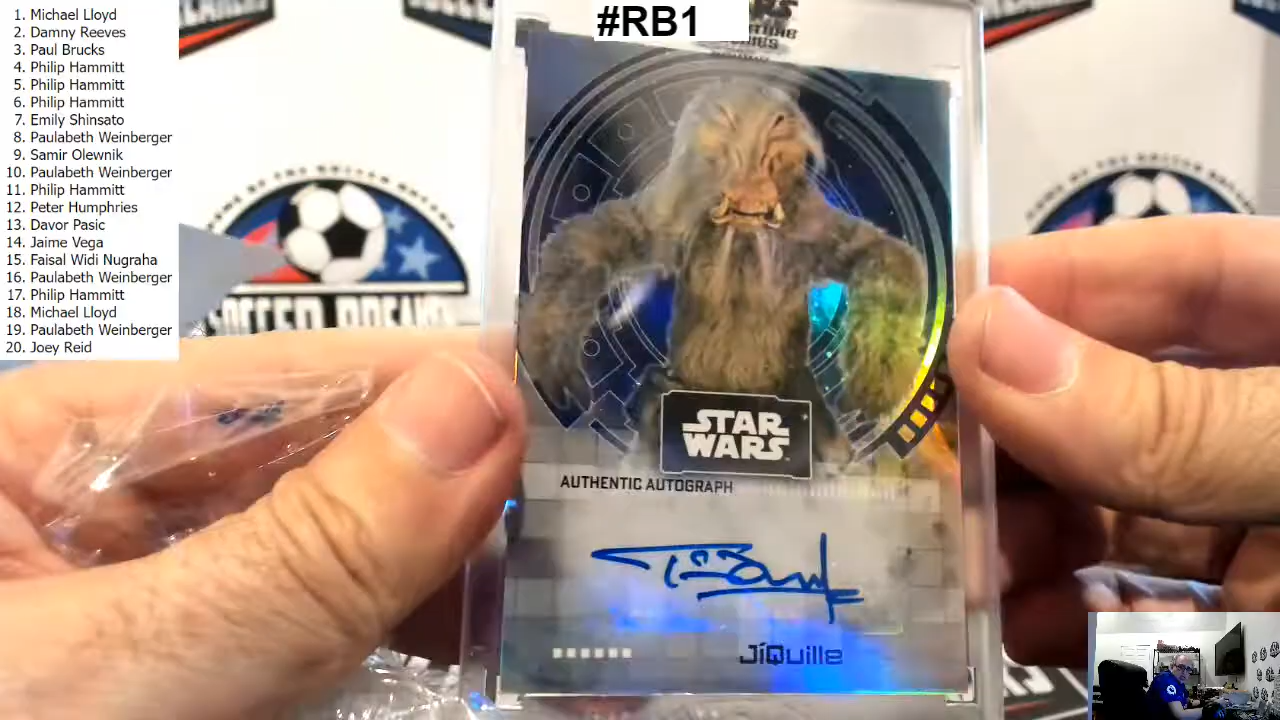 1. Michael Lloyd
2. Damny Reeves
3. Paul Brucks
4. Philip Hammitt
5. Philip Hammitt
6. Philip Hammitt
7. Emily Shinsato
8. Paulabeth Weinberger
9. Samir Olewnik
10. Paulabeth Weinberger
11. Philip Hammitt
12. Peter Humphries
13. Davor Pasic
14. Jaime Vega
15. Faisal Widi Nugraha
16. Paulabeth Weinberger
17. Philip Hammitt
18. Michael Lloyd
19. Paulabeth Weinberger
20. Joey Reid
#RB1
STAR WARS
AUTHENTIC AUTOGRAPH
JiQuille
SOCCER BREAKS